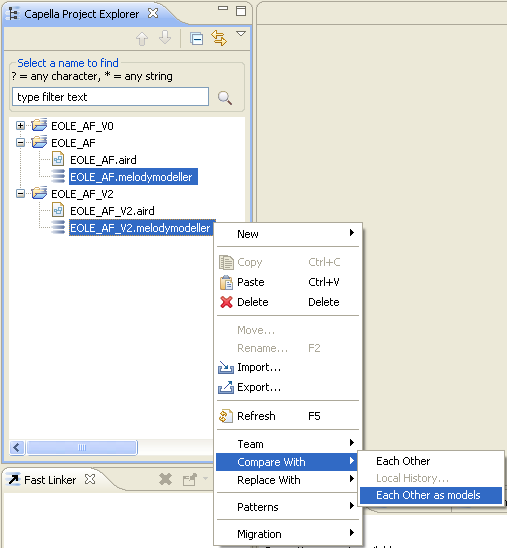 Capella Project Explorer
Select a name to find
? = any character, * = any string
type filter text
EOLE_AF_V0
EOLE_AF
EOLE_AF.aird
EOLE_AF.melodymodeller
EOLE_AF_V2
EOLE_AF_V2.aird
EOLE_AF_V2.melodymodeller
New
Copy Ctrl+C
Paste Ctrl+V
Delete Delete
Move...
Rename... F2
Import...
Export...
Refresh F5
Team
Compare With
Replace With
Patterns
Migration
Each Other
Local History...
Each Other as models
Fast Linker